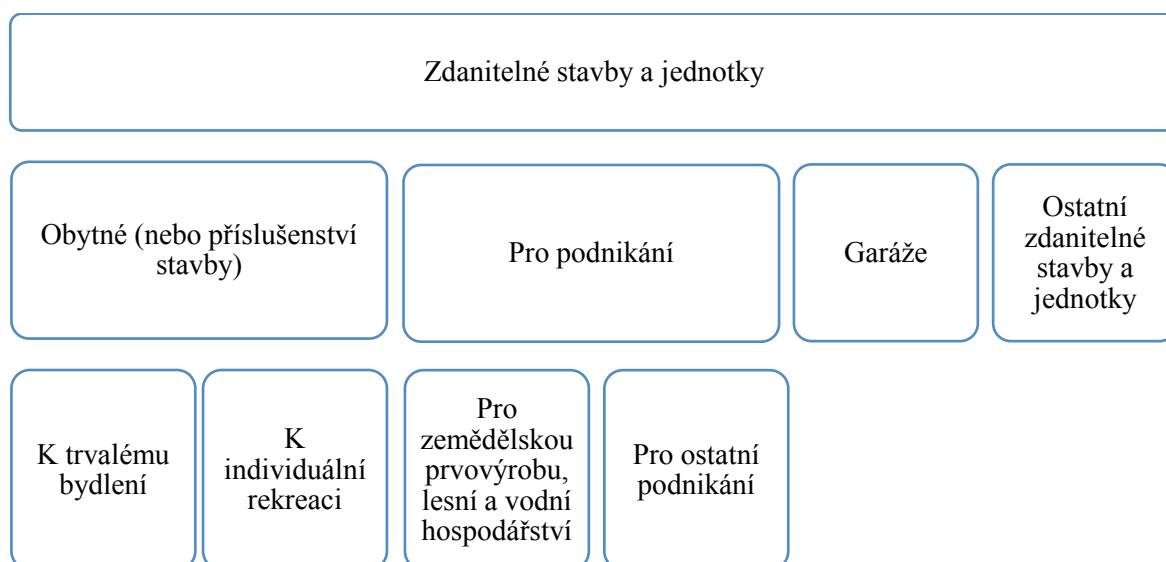 Zdanitelné stavby a jednotky
Obytné (nebo příslušenství
stavby)
Pro podnikání
Garáže
Ostatní
zdanitelné
stavby a
jednotky
K trvalému
bydlení
K
individuální
rekreaci
Pro
zemědělskou
prvovýrobu,
lesní a vodní
hospodářství
Pro ostatní
podnikání